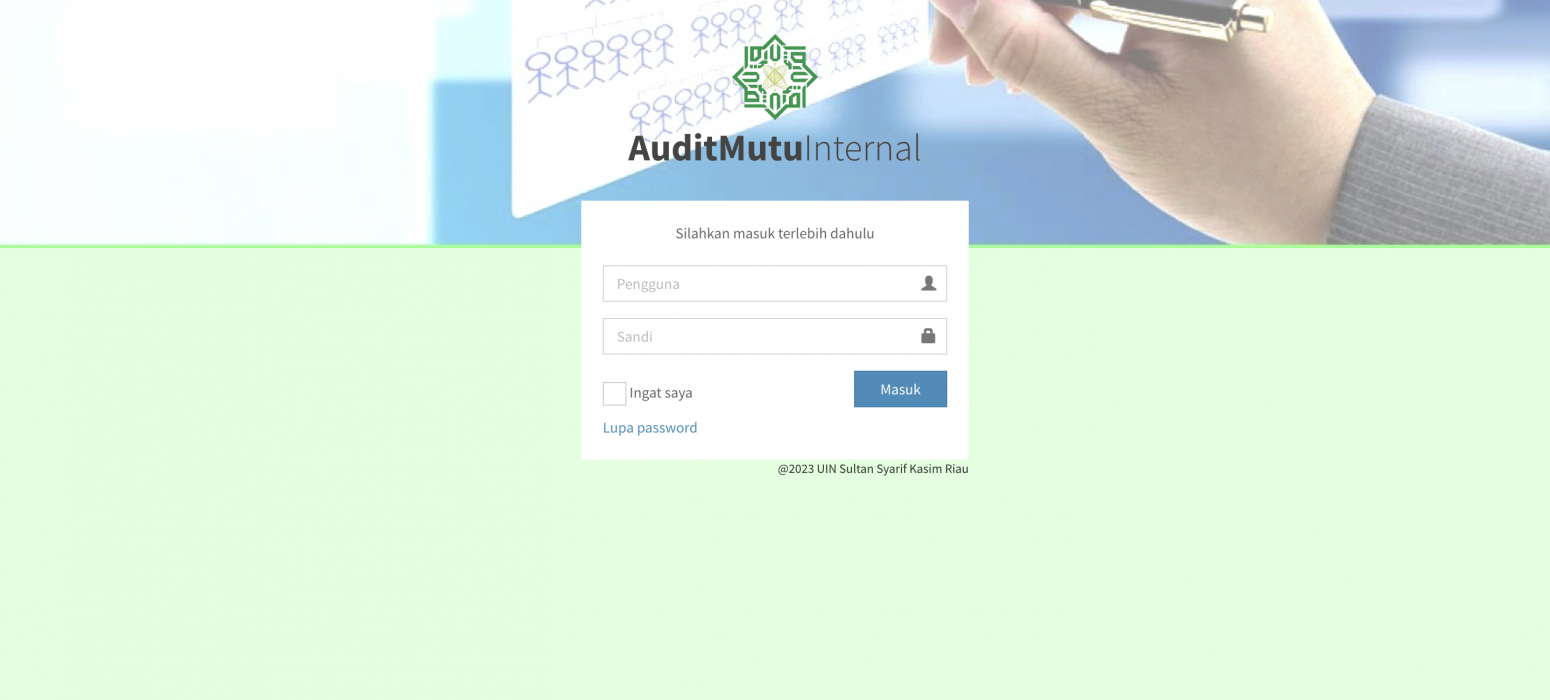 AuditMutuInternal
Silahkan masuk terlebih dahulu
Pengguna
Sandi
Ingat saya
Masuk
Lupa password
@2023 UIN Sultan Syarif Kasim Riau